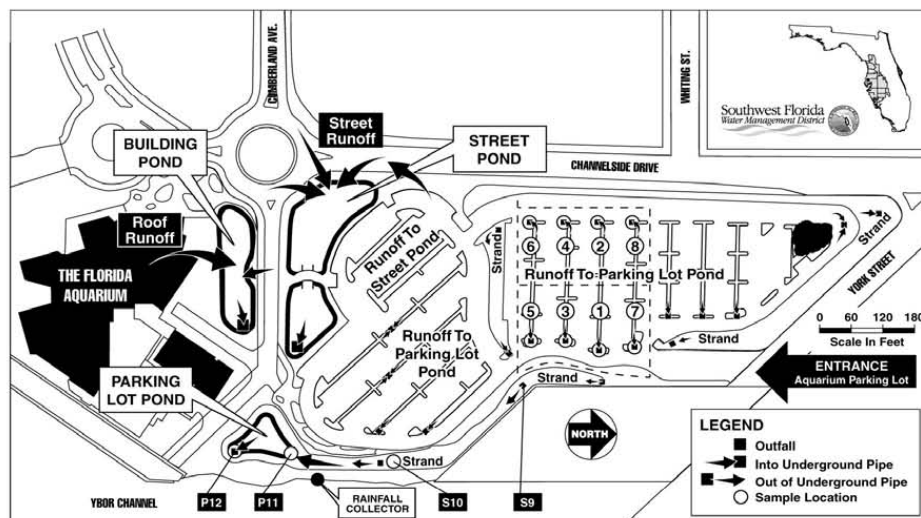 CUMBERLAND AVE.
WHITING ST.
Southwest Florida
Water Management District
Street
Runoff
BUILDING
POND
STREET
POND
CHANNELSIDE DRIVE
Roof
Runoff
THE FLORIDA
AQUARIUM
Runoff To
Street Pond
Strand
6
4
2
8
Runoff To Parking Lot Pond
5
3
1
7
Strand
YORK STREET
0 60 120 180
Scale In Feet
Runoff To
Parking Lot
Pond
Strand
Strand
ENTRANCE
Aquarium Parking Lot
PARKING
LOT POND
NORTH
LEGEND
Outfall
Into Underground Pipe
Out of Underground Pipe
Sample Location
Strand
YBOR CHANNEL
P12
P11
RAINFALL
COLLECTOR
S10
S9